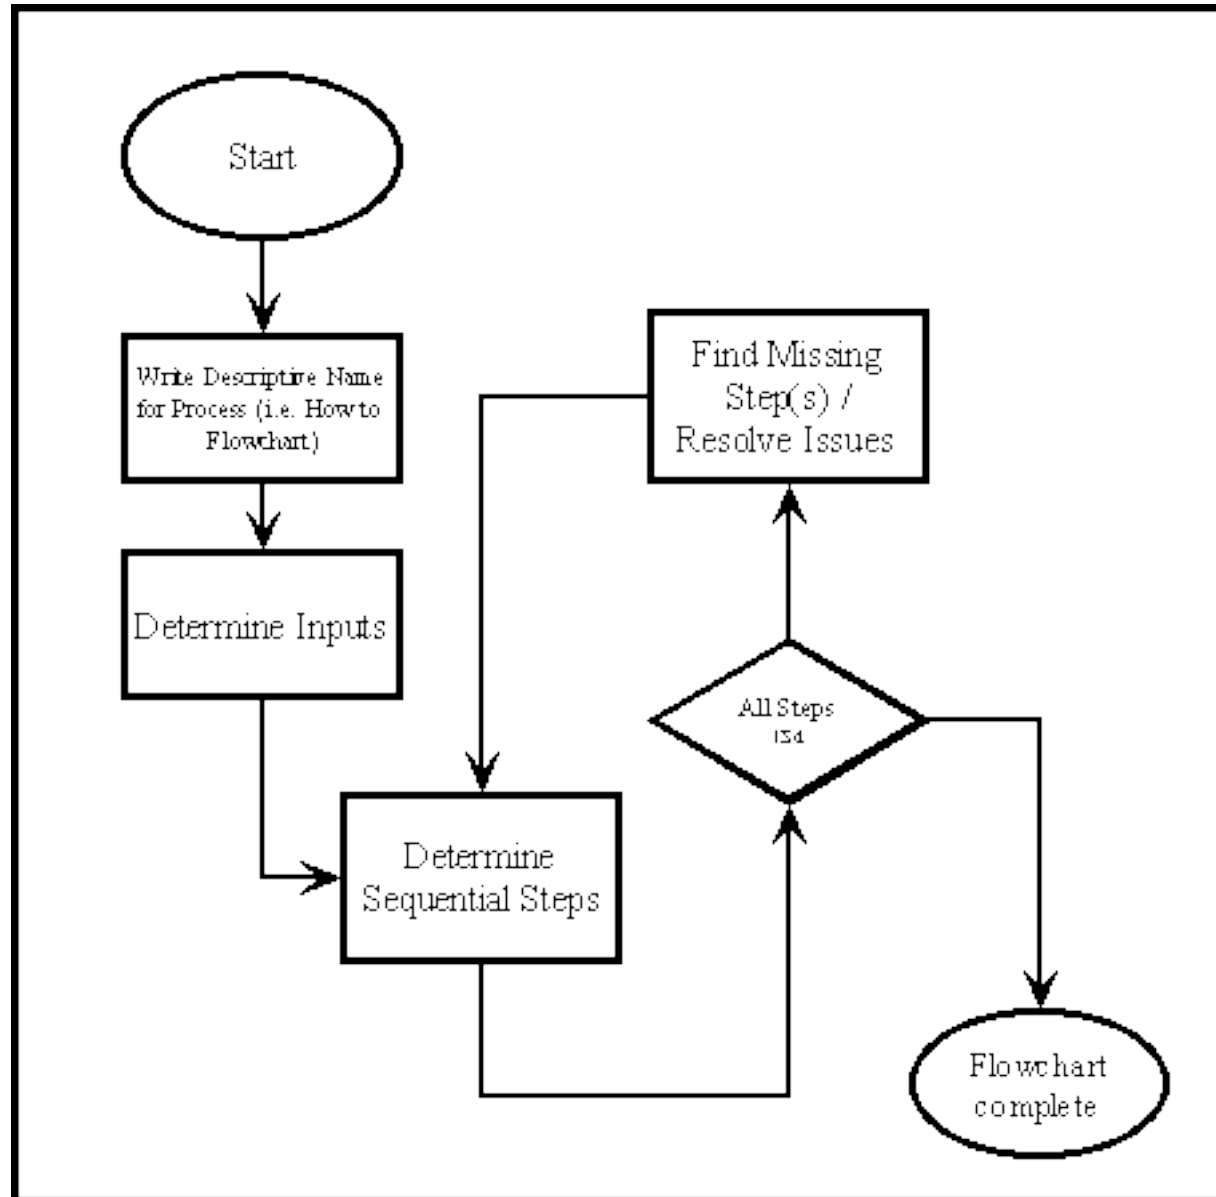 Start
Write Descriptive Name
for Process (i.e. How to
Flowchart)
Determine Inputs
Find Missing
Step(s) /
Resolve Issues
Determine
Sequential Steps
All Steps
Flowchart
complete